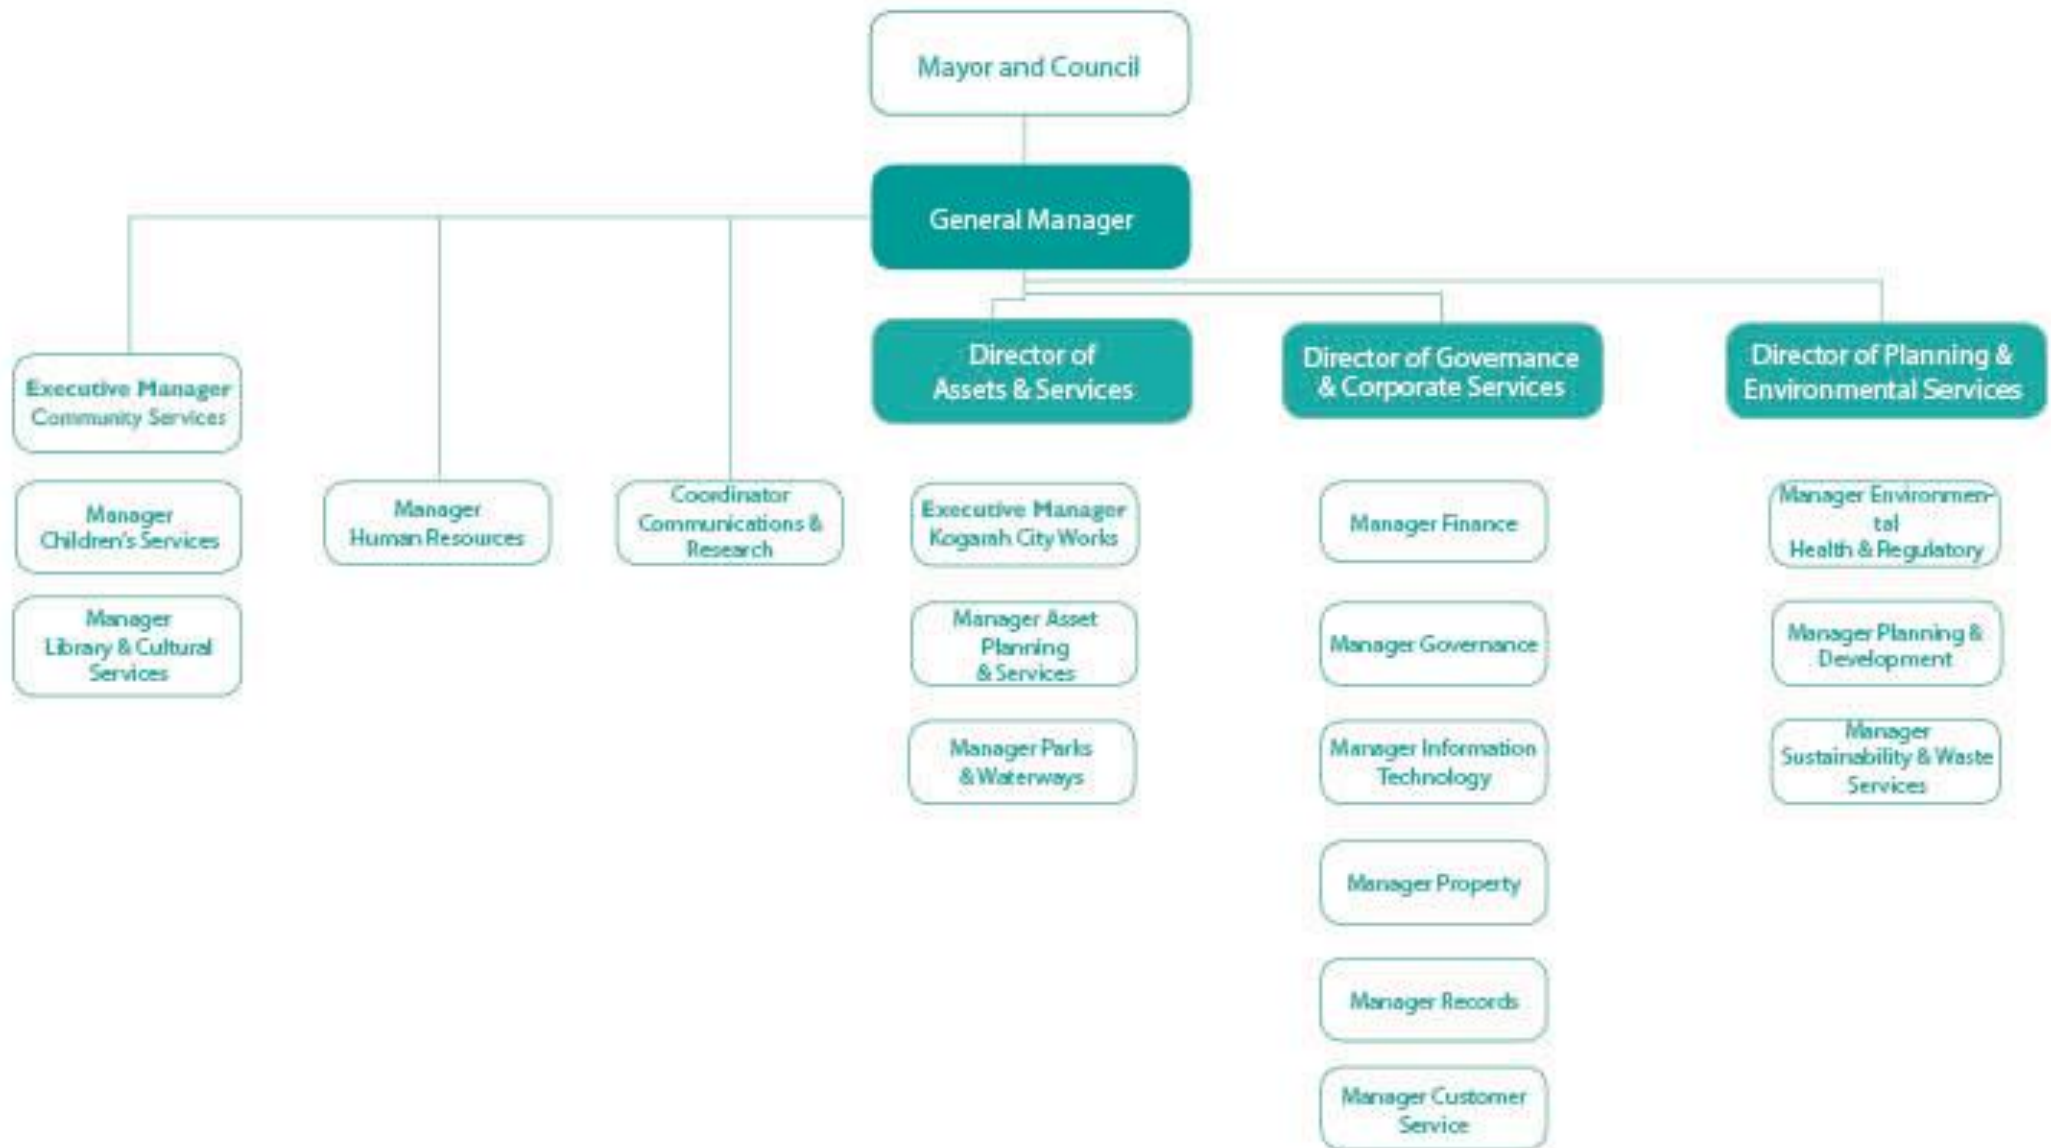 Mayor and Council
General Manager
Executive Manager
Community Services
Manager
Children's Services
Manager
Library & Cultural
Services
Manager
Human Resources
Coordinator
Communications &
Research
Director of
Assets & Services
Executive Manager
Kogarah City Works
Manager Asset
Planning
& Services
Manager Parks
& Waterways
Director of Governance
& Corporate Services
Manager Finance
Manager Governance
Manager Information
Technology
Manager Property
Manager Records
Manager Customer
Service
Director of Planning &
Environmental Services
Manager Environmen-
tal
Health & Regulatory
Manager Planning &
Development
Manager
Sustainability & Waste
Services